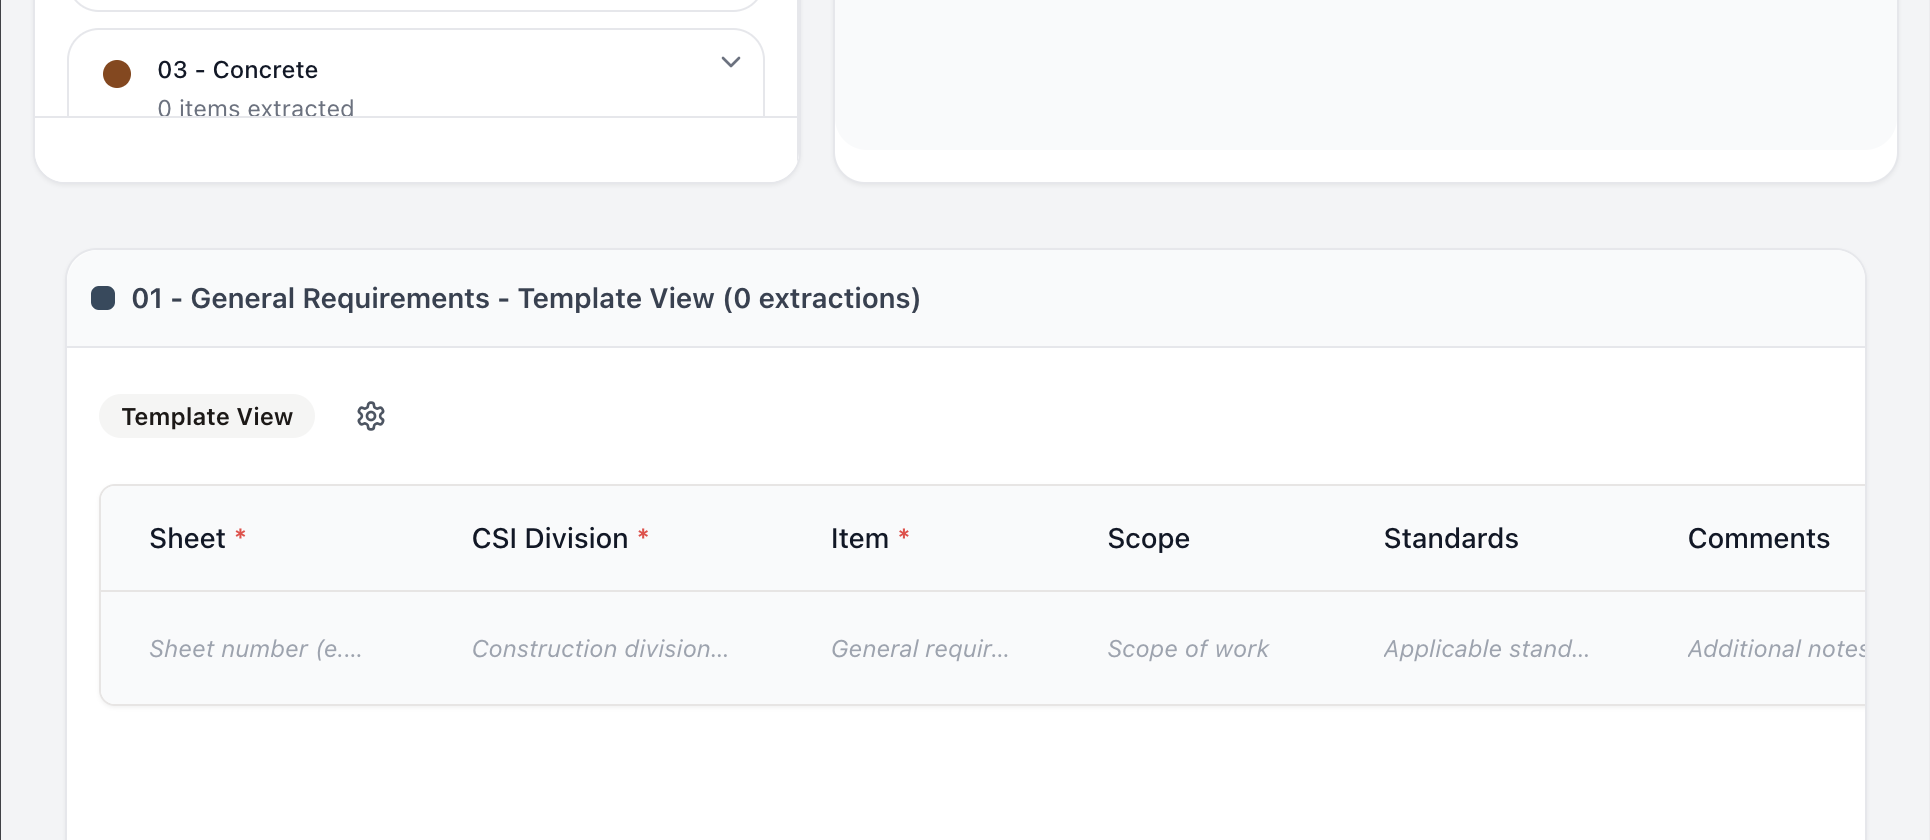 03 - Concrete
0 items extracted
01 - General Requirements - Template View (0 extractions)
Template View
Sheet * CSI Division * Item * Scope Standards Comments
Sheet number (e.... Construction division... General requir... Scope of work Applicable stand... Additional notes